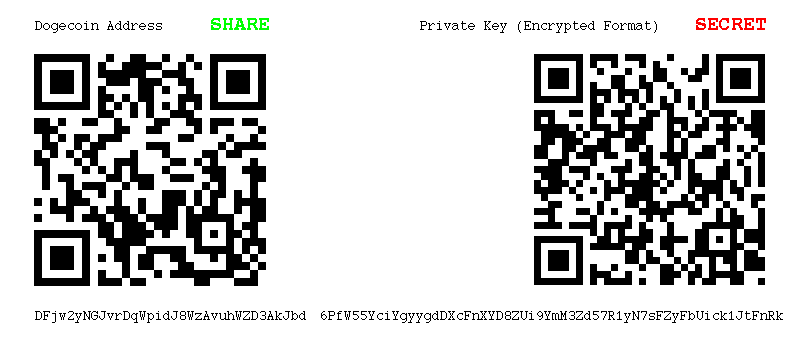 Dogecoin Address SHARE Private Key (Encrypted Format) SECRET
DFjw2yNGJvrDqWpidJ8WzAvuhWZD3AkJbd 6PfW55YciYgyygdDXcFnXYD8ZUi9YmM3Zd57R1yN7sFZyFbUick1JtFnRk